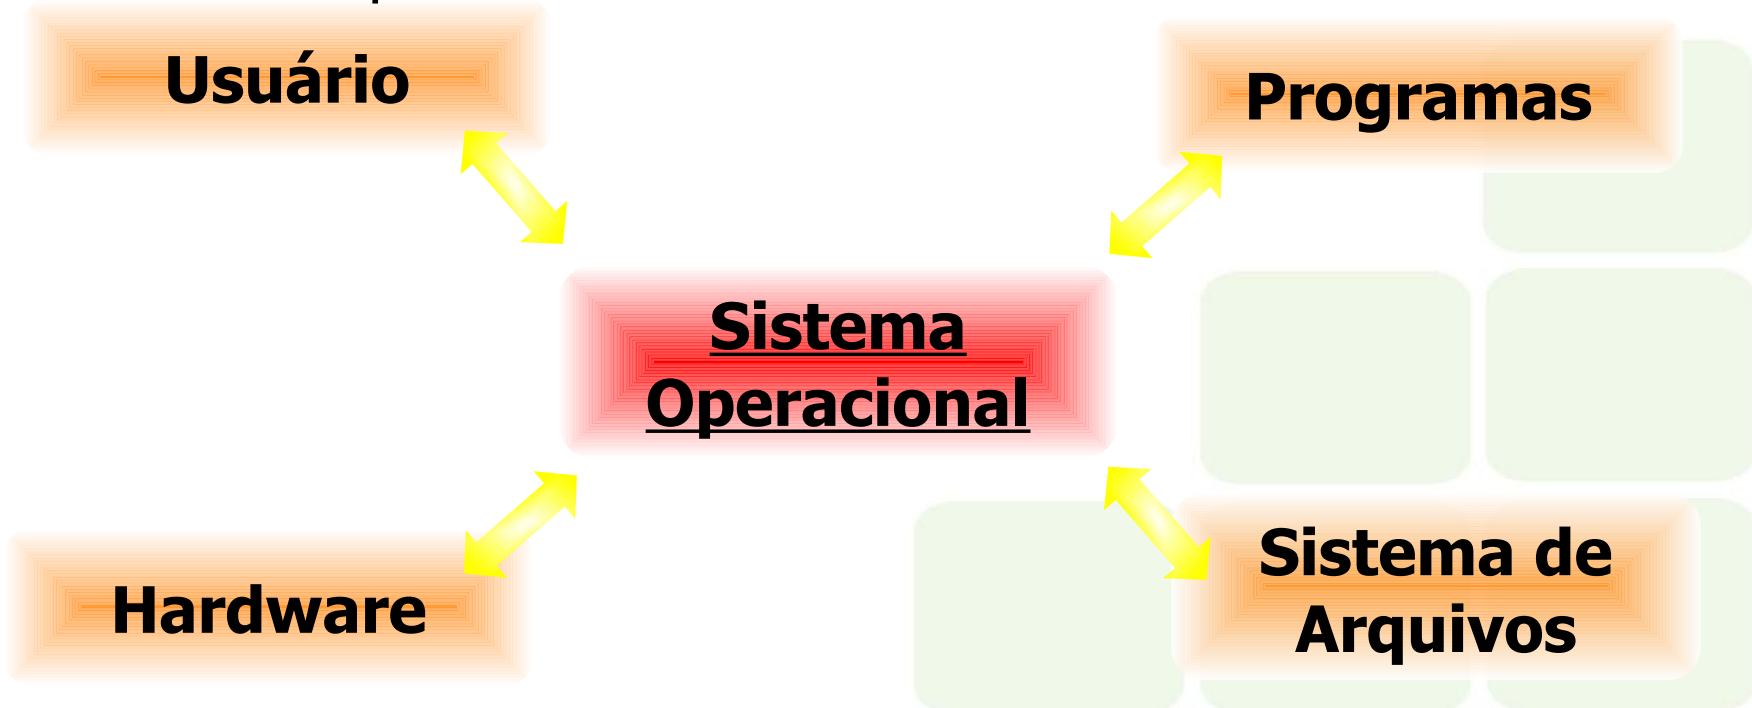 Usuário
Programas
Sistema
Operacional
Hardware
Sistema de
Arquivos